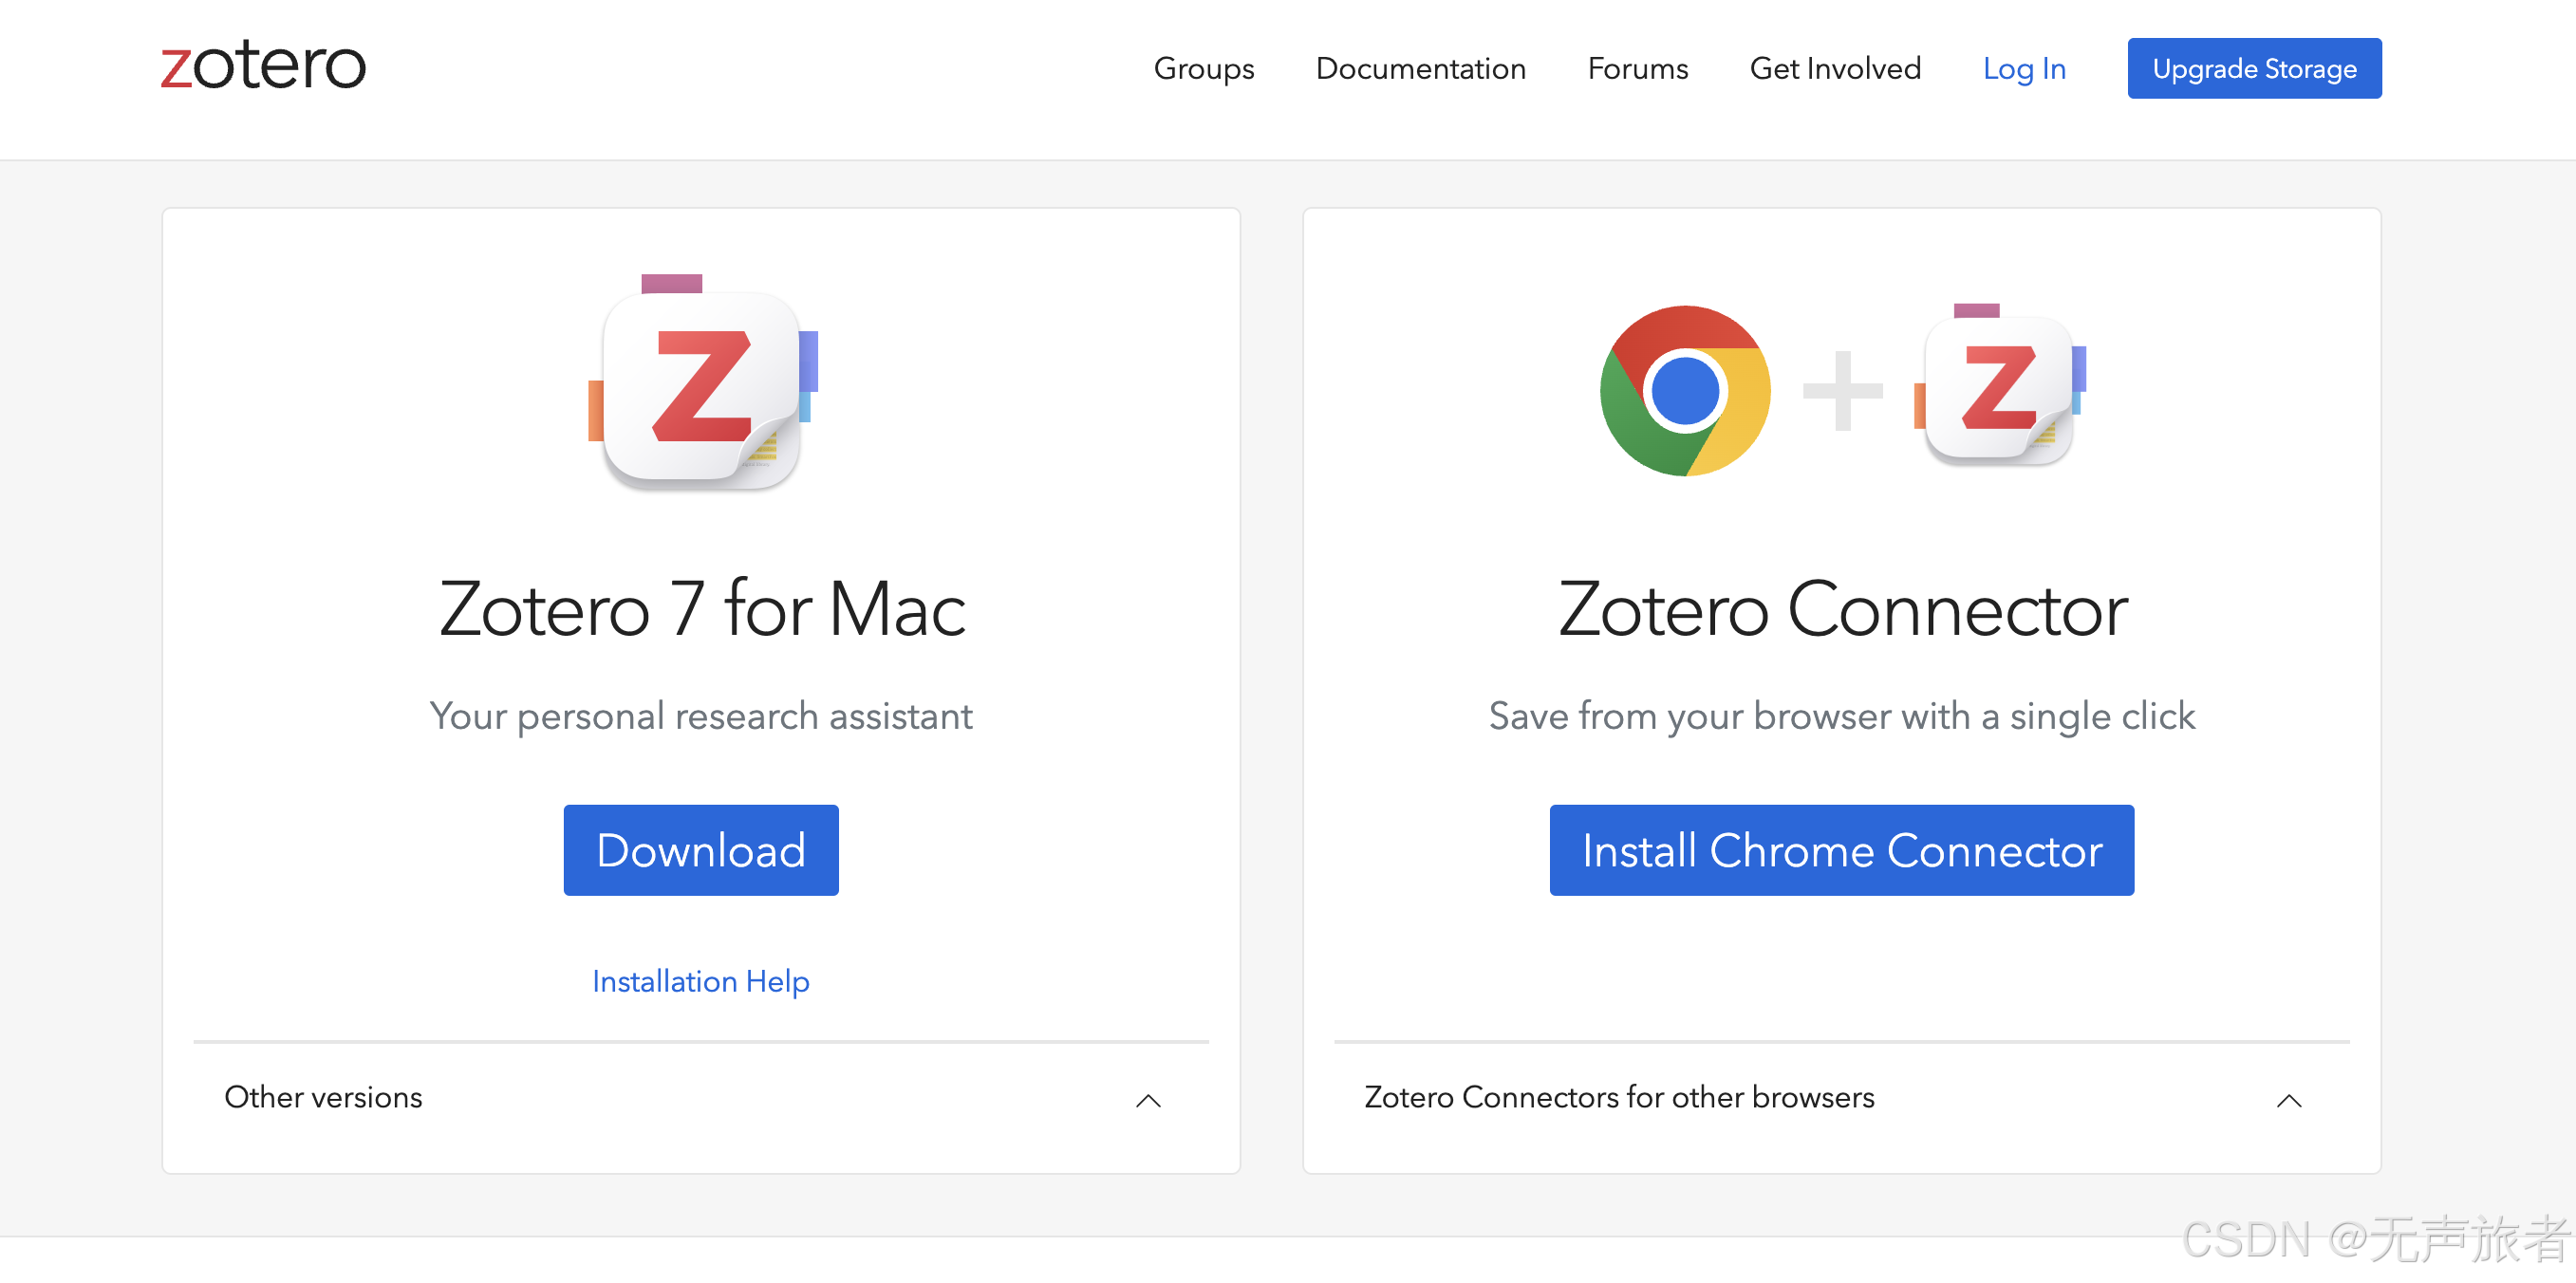 zotero
Groups
Documentation
Forums
Get Involved
Log In
Upgrade Storage
Z
Z
Zotero 7 for Mac
Your personal research assistant
Download
Installation Help
Other versions
Zotero Connector
Save from your browser with a single click
Install Chrome Connector
Zotero Connectors for other browsers
CSDN @无声旅者